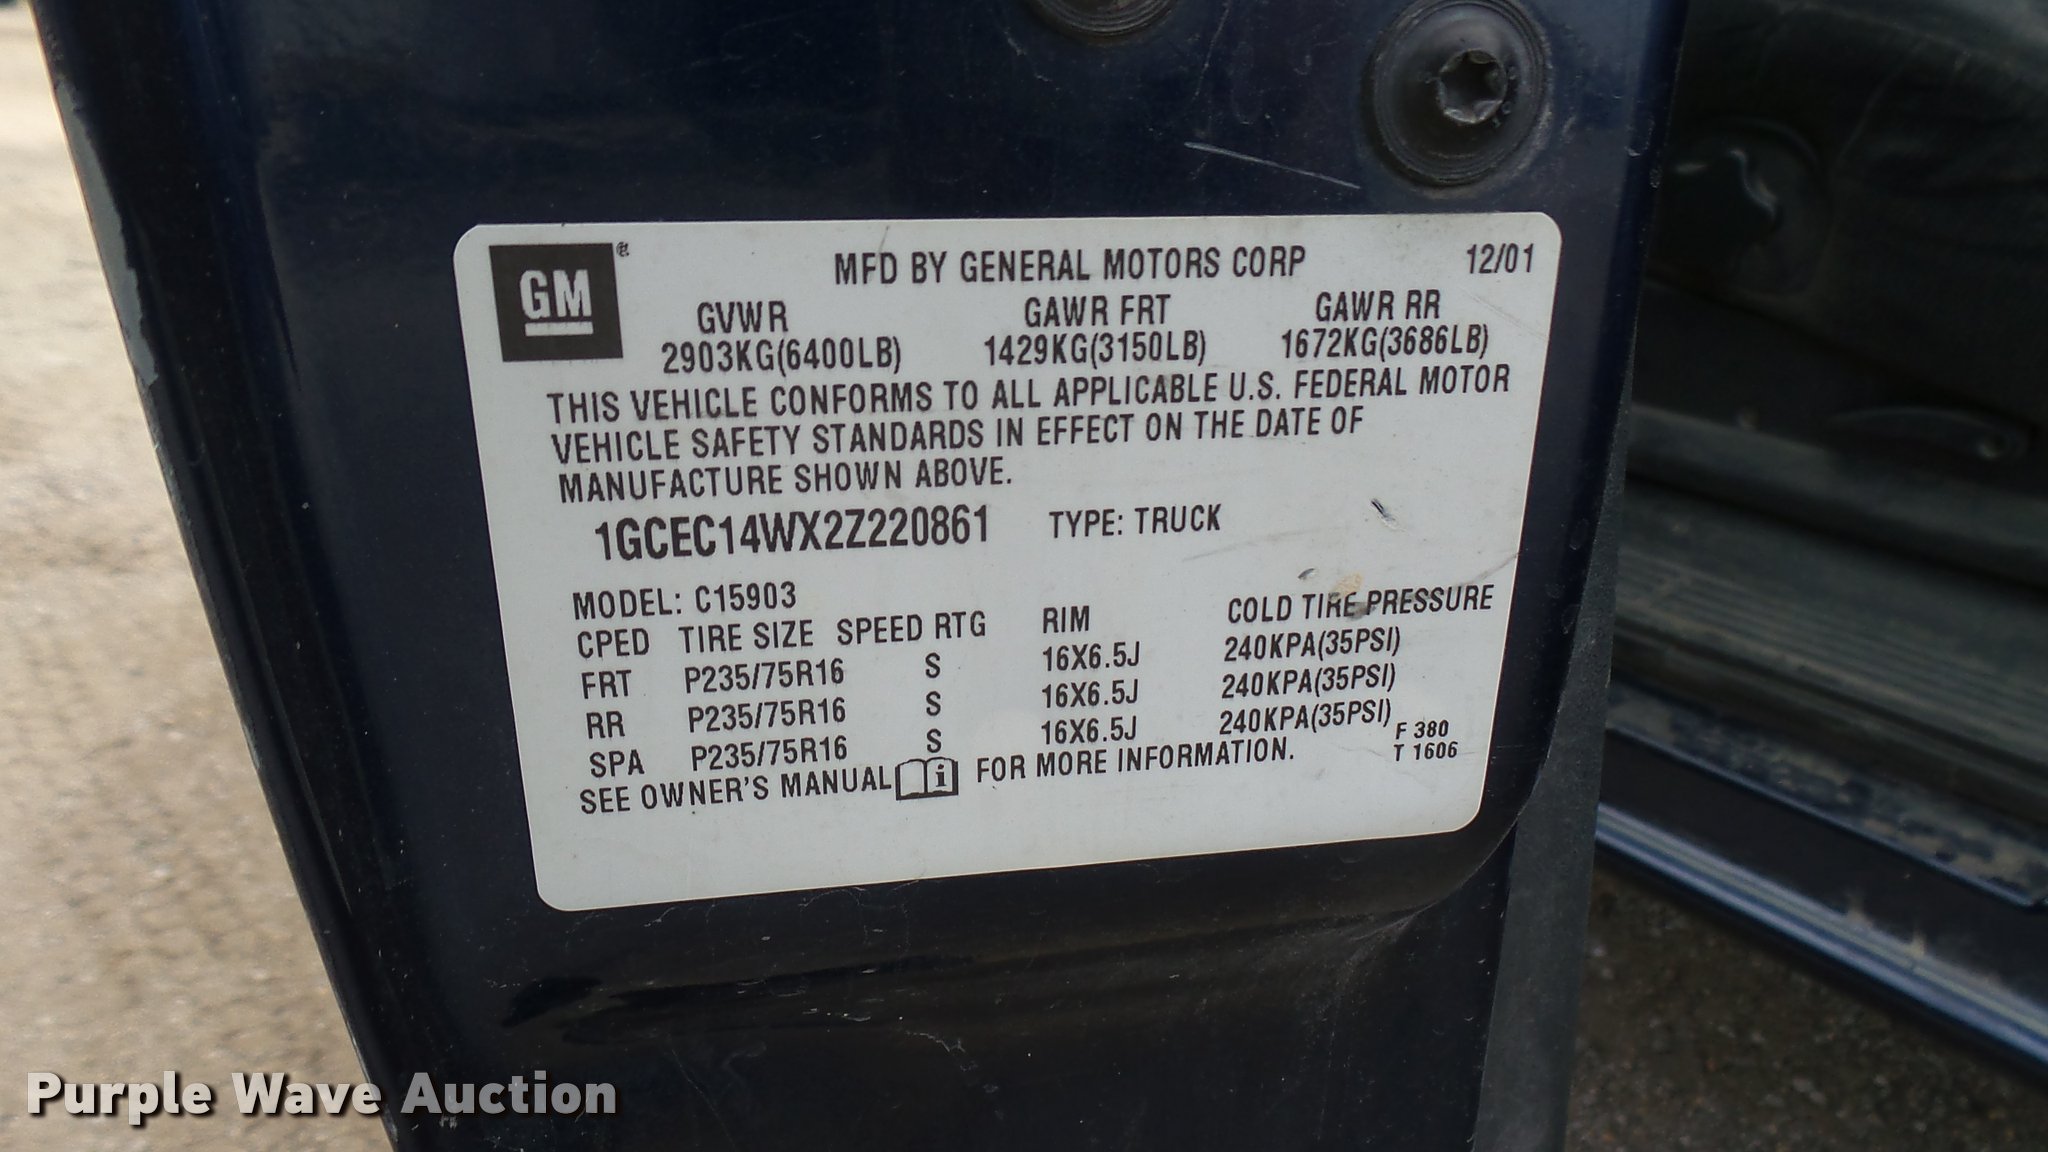 GM®
MFD BY GENERAL MOTORS CORP 12/01
GVWR GAWR FRT GAWR RR
2903KG(6400LB) 1429KG(3150LB) 1672KG(3686LB)
THIS VEHICLE CONFORMS TO ALL APPLICABLE U.S. FEDERAL MOTOR
VEHICLE SAFETY STANDARDS IN EFFECT ON THE DATE OF
MANUFACTURE SHOWN ABOVE.
1GCEC14WX2Z220861 TYPE: TRUCK
MODEL: C15903
CPED TIRE SIZE SPEED RTG RIM COLD TIRE PRESSURE
FRT P235/75R16 S 16X6.5J 240KPA(35PSI)
RR P235/75R16 S 16X6.5J 240KPA(35PSI)
SPA P235/75R16 S 16X6.5J 240KPA(35PSI) F 380
SEE OWNER'S MANUAL i FOR MORE INFORMATION. T 1606
Purple Wave Auction